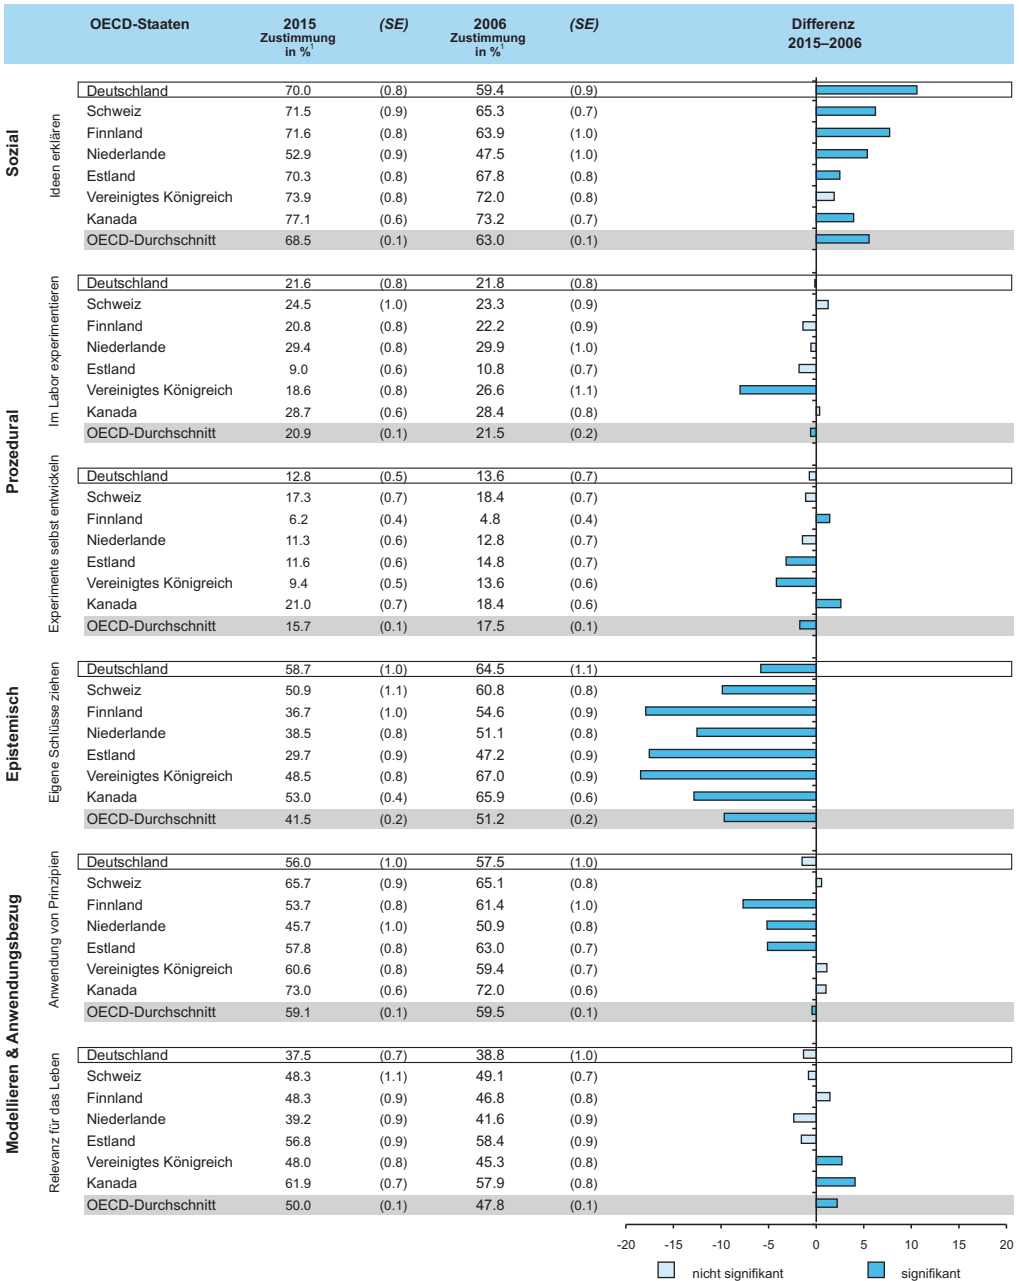 OECD-Staaten 2015 (SE) 2006 (SE) Differenz
Zustimmung Zustimmung 2015–2006
in %¹ in %¹
Sozial
Ideen erklären
Deutschland 70.0 (0.8) 59.4 (0.9)
Schweiz 71.5 (0.9) 65.3 (0.7)
Finnland 71.6 (0.8) 63.9 (1.0)
Niederlande 52.9 (0.9) 47.5 (1.0)
Estland 70.3 (0.8) 67.8 (0.8)
Vereinigtes Königreich 73.9 (0.8) 72.0 (0.8)
Kanada 77.1 (0.6) 73.2 (0.7)
OECD-Durchschnitt 68.5 (0.1) 63.0 (0.1)
Prozedural
Im Labor experimentieren
Deutschland 21.6 (0.8) 21.8 (0.8)
Schweiz 24.5 (1.0) 23.3 (0.9)
Finnland 20.8 (0.8) 22.2 (0.9)
Niederlande 29.4 (0.8) 29.9 (1.0)
Estland 9.0 (0.6) 10.8 (0.7)
Vereinigtes Königreich 18.6 (0.8) 26.6 (1.1)
Kanada 28.7 (0.6) 28.4 (0.8)
OECD-Durchschnitt 20.9 (0.1) 21.5 (0.2)
Experimente selbst entwickeln
Deutschland 12.8 (0.5) 13.6 (0.7)
Schweiz 17.3 (0.7) 18.4 (0.7)
Finnland 6.2 (0.4) 4.8 (0.4)
Niederlande 11.3 (0.6) 12.8 (0.7)
Estland 11.6 (0.6) 14.8 (0.7)
Vereinigtes Königreich 9.4 (0.5) 13.6 (0.6)
Kanada 21.0 (0.7) 18.4 (0.6)
OECD-Durchschnitt 15.7 (0.1) 17.5 (0.1)
Epistemisch
Eigene Schlüsse ziehen
Deutschland 58.7 (1.0) 64.5 (1.1)
Schweiz 50.9 (1.1) 60.8 (0.8)
Finnland 36.7 (1.0) 54.6 (0.9)
Niederlande 38.5 (0.8) 51.1 (0.8)
Estland 29.7 (0.9) 47.2 (0.9)
Vereinigtes Königreich 48.5 (0.8) 67.0 (0.9)
Kanada 53.0 (0.4) 65.9 (0.6)
OECD-Durchschnitt 41.5 (0.2) 51.2 (0.2)
Modellieren & Anwendungsbezug
Anwendung von Prinzipien
Deutschland 56.0 (1.0) 57.5 (1.0)
Schweiz 65.7 (0.9) 65.1 (0.8)
Finnland 53.7 (0.8) 61.4 (1.0)
Niederlande 45.7 (1.0) 50.9 (0.8)
Estland 57.8 (0.8) 63.0 (0.7)
Vereinigtes Königreich 60.6 (0.8) 59.4 (0.7)
Kanada 73.0 (0.6) 72.0 (0.6)
OECD-Durchschnitt 59.1 (0.1) 59.5 (0.1)
Relevanz für das Leben
Deutschland 37.5 (0.7) 38.8 (1.0)
Schweiz 48.3 (1.1) 49.1 (0.7)
Finnland 48.3 (0.9) 46.8 (0.8)
Niederlande 39.2 (0.9) 41.6 (0.9)
Estland 56.8 (0.9) 58.4 (0.9)
Vereinigtes Königreich 48.0 (0.8) 45.3 (0.8)
Kanada 61.9 (0.7) 57.9 (0.8)
OECD-Durchschnitt 50.0 (0.1) 47.8 (0.1)
-20 -15 -10 -5 0 5 10 15 20
nicht signifikant signifikant